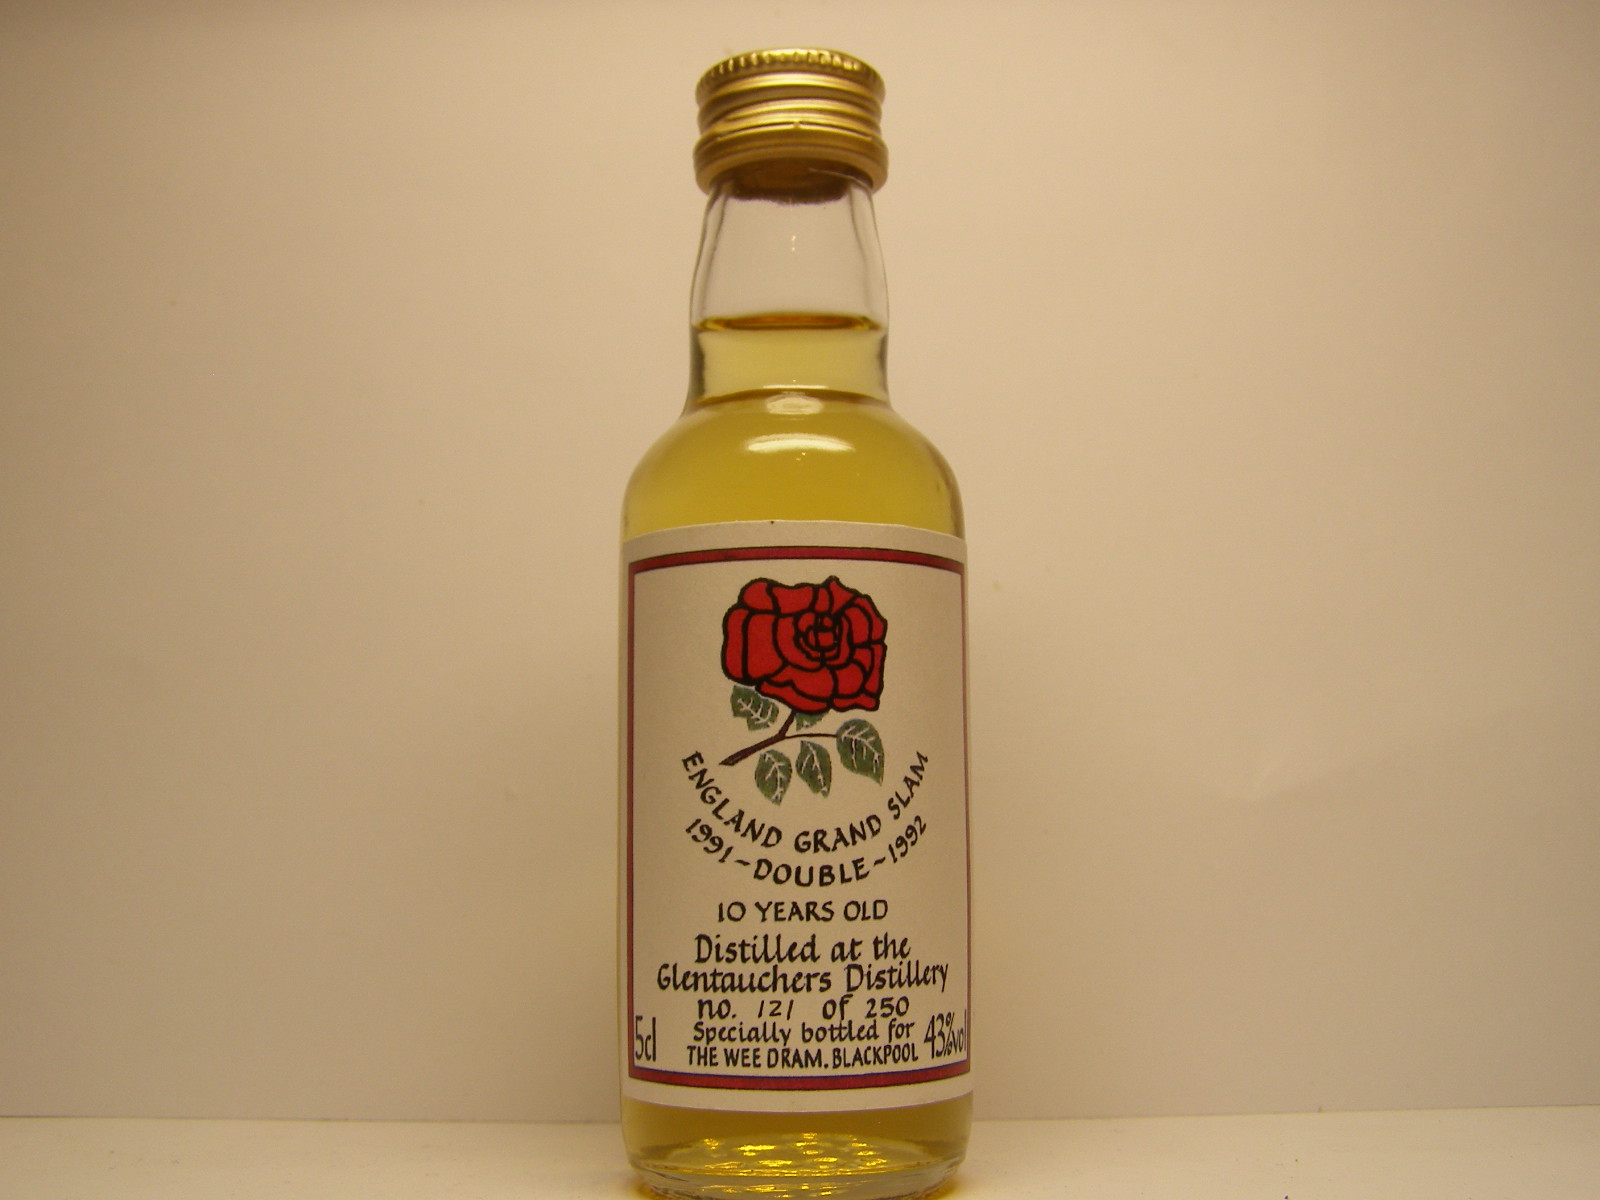 ENGLAND GRAND SLAM
1991~DOUBLE~1992
10 YEARS OLD
Distilled at the
Glentauchers Distillery
no. 121 of 250
Specially bottled for
THE WEE DRAM. BLACKPOOL
5cl
43%vol